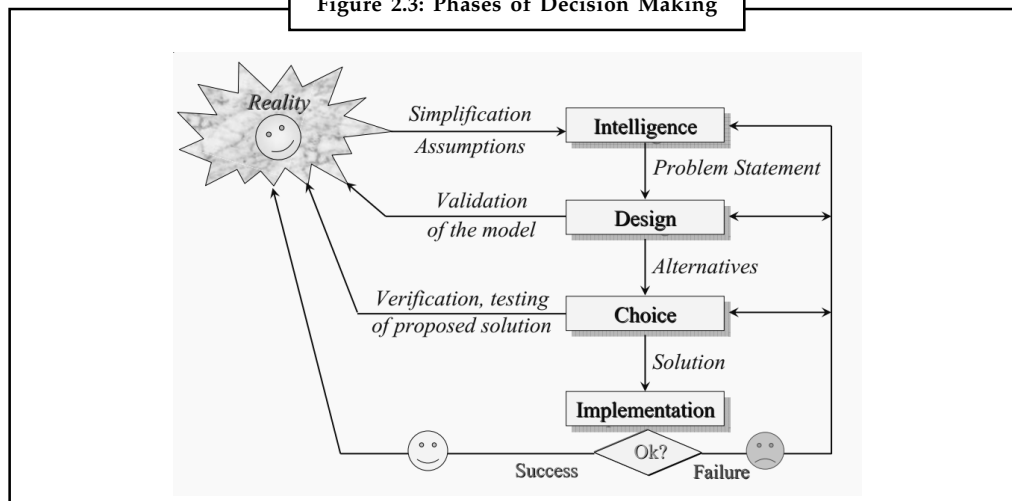 Figure 2.3: Phases of Decision Making
Reality
Simplification
Assumptions
Intelligence
Problem Statement
Validation
of the model
Design
Alternatives
Verification, testing
of proposed solution
Choice
Solution
Implementation
Ok?
Success
Failure